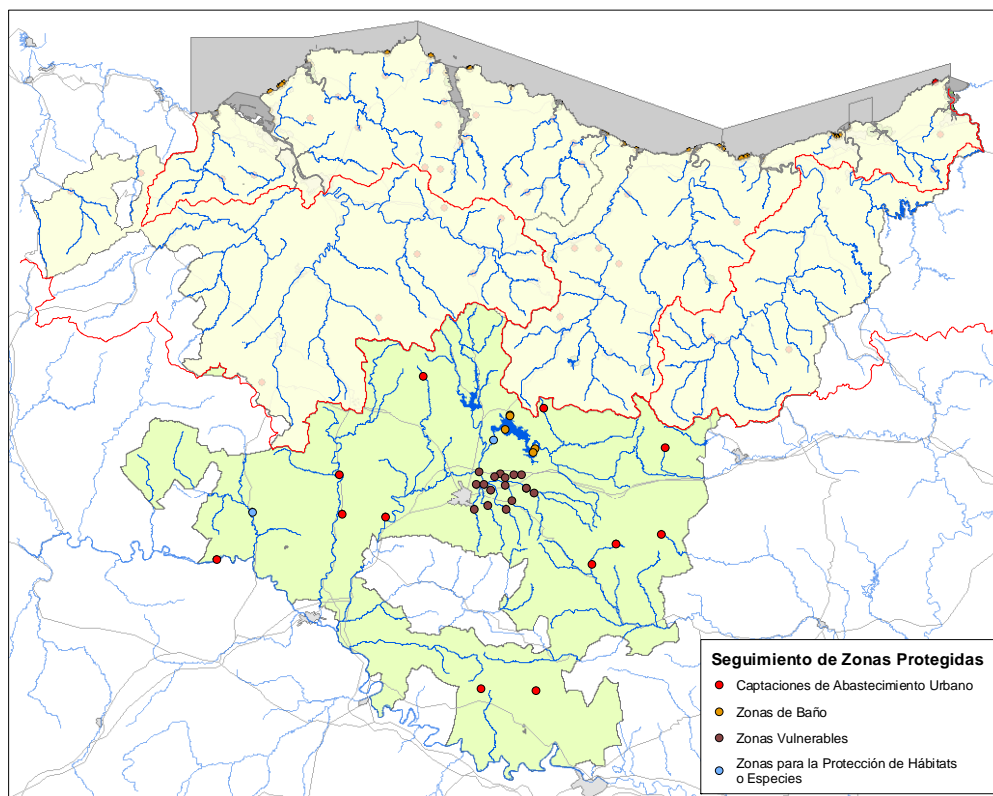 Seguimiento de Zonas Protegidas
Captaciones de Abastecimiento Urbano
Zonas de Baño
Zonas Vulnerables
Zonas para la Protección de Hábitats
o Especies